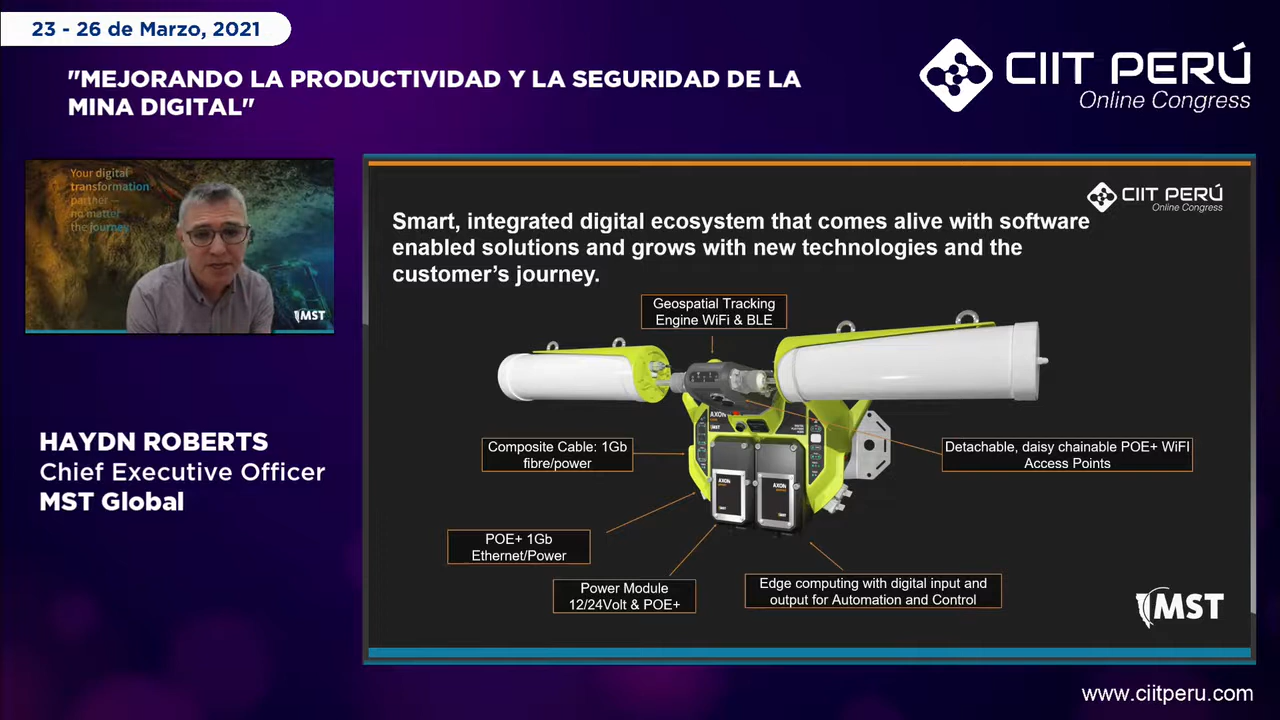 23 - 26 de Marzo, 2021
"MEJORANDO LA PRODUCTIVIDAD Y LA SEGURIDAD DE LA
MINA DIGITAL"
CIIT PERÚ
Online Congress
Your digital
transformation
partner –
no matter
the journey
MST
HAYDN ROBERTS
Chief Executive Officer
MST Global
CIIT PERÚ
Online Congress
Smart, integrated digital ecosystem that comes alive with software
enabled solutions and grows with new technologies and the
customer's journey.
Geospatial Tracking
Engine WiFi & BLE
Composite Cable: 1Gb
fibre/power
Detachable, daisy chainable POE+ WiFI
Access Points
AXON
MST
AXON
AXON
POE+ 1Gb
Ethernet/Power
Power Module
12/24Volt & POE+
Edge computing with digital input and
output for Automation and Control
MST
www.ciitperu.com